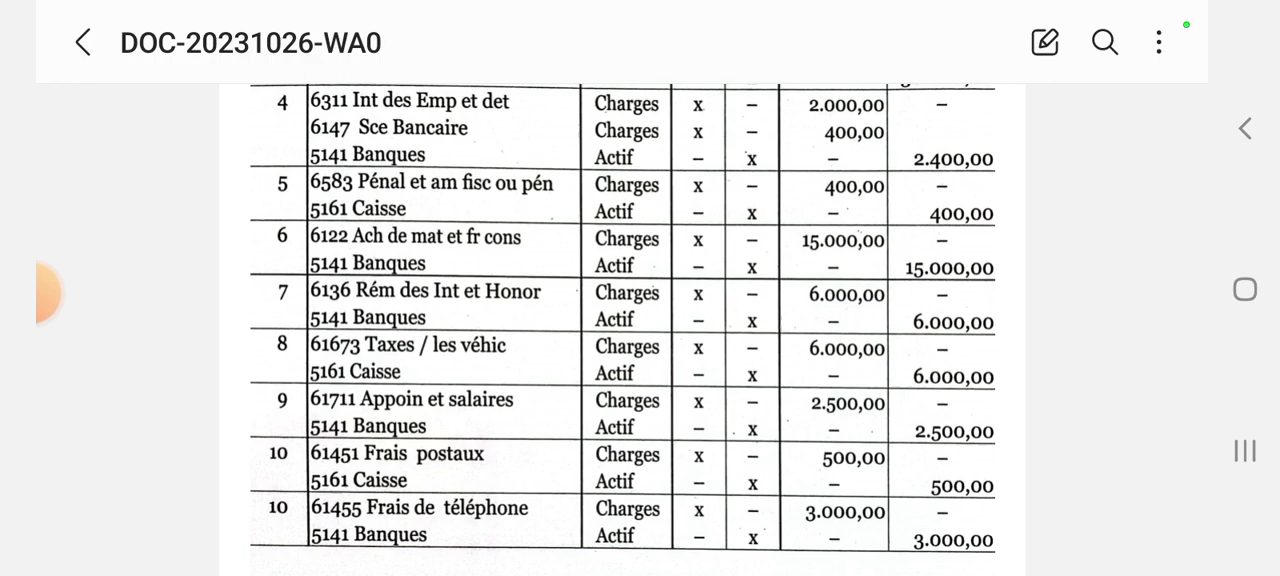 DOC-20231026-WA0
4 6311 Int des Emp et det Charges x – 2.000,00 –
6147 Sce Bancaire Charges x – 400,00
5141 Banques Actif – x – 2.400,00
5 6583 Pénal et am fisc ou pén Charges x – 400,00 –
5161 Caisse Actif – x – 400,00
6 6122 Ach de mat et fr cons Charges x – 15.000,00 –
5141 Banques Actif – x – 15.000,00
7 6136 Rém des Int et Honor Charges x – 6.000,00 –
5141 Banques Actif – x – 6.000,00
8 61673 Taxes / les véhic Charges x – 6.000,00 –
5161 Caisse Actif – x – 6.000,00
9 61711 Appoin et salaires Charges x – 2.500,00 –
5141 Banques Actif – x – 2.500,00
10 61451 Frais postaux Charges x – 500,00 –
5161 Caisse Actif – x – 500,00
10 61455 Frais de téléphone Charges x – 3.000,00 –
5141 Banques Actif – x – 3.000,00